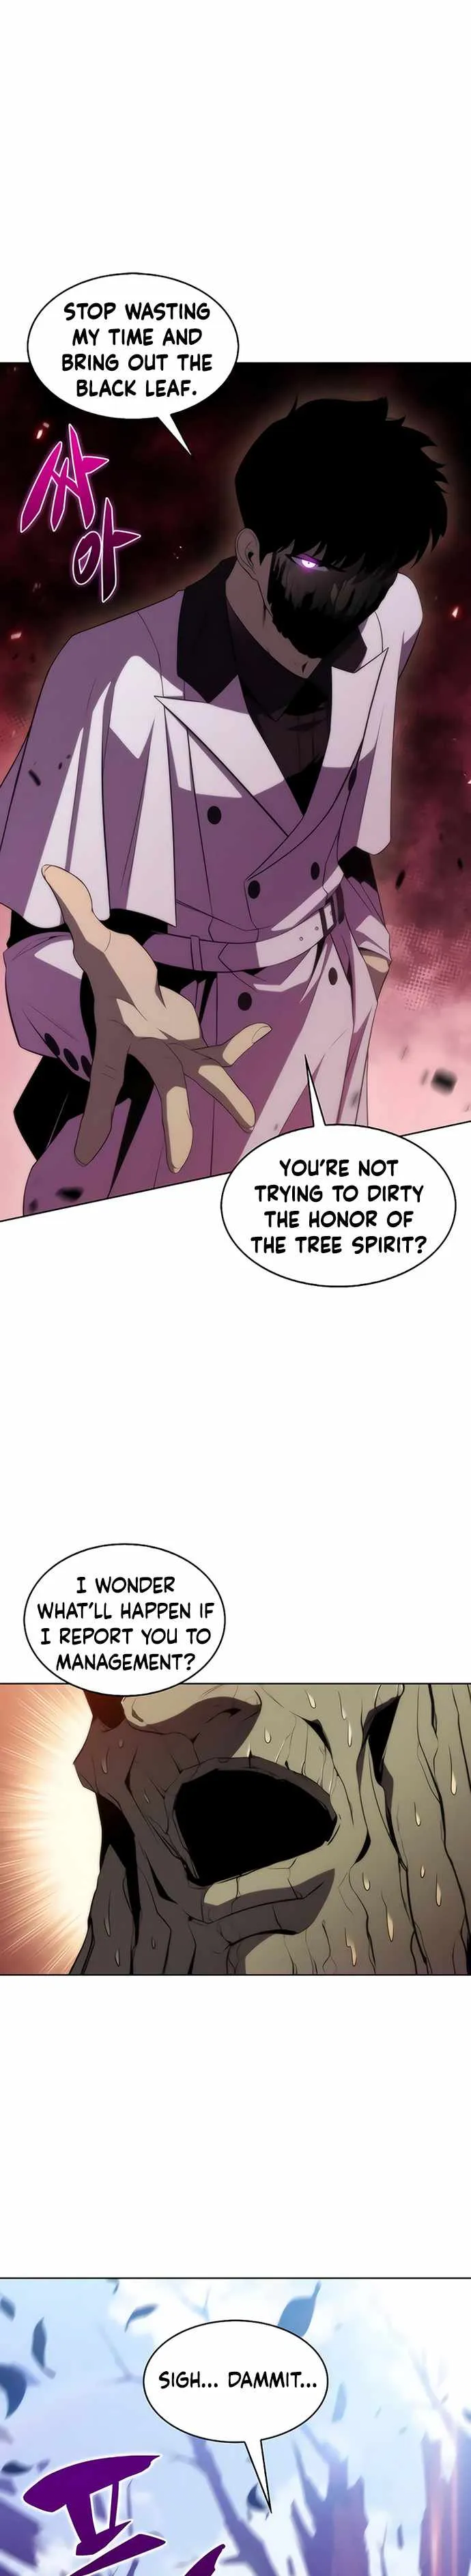 STOP WASTING
MY TIME AND
BRING OUT THE
BLACK LEAF.
싸
아
YOU'RE NOT
TRYING TO DIRTY
THE HONOR OF
THE TREE SPIRIT?
I WONDER
WHAT'LL HAPPEN IF
I REPORT YOU TO
MANAGEMENT?
SIGH... DAMMIT...